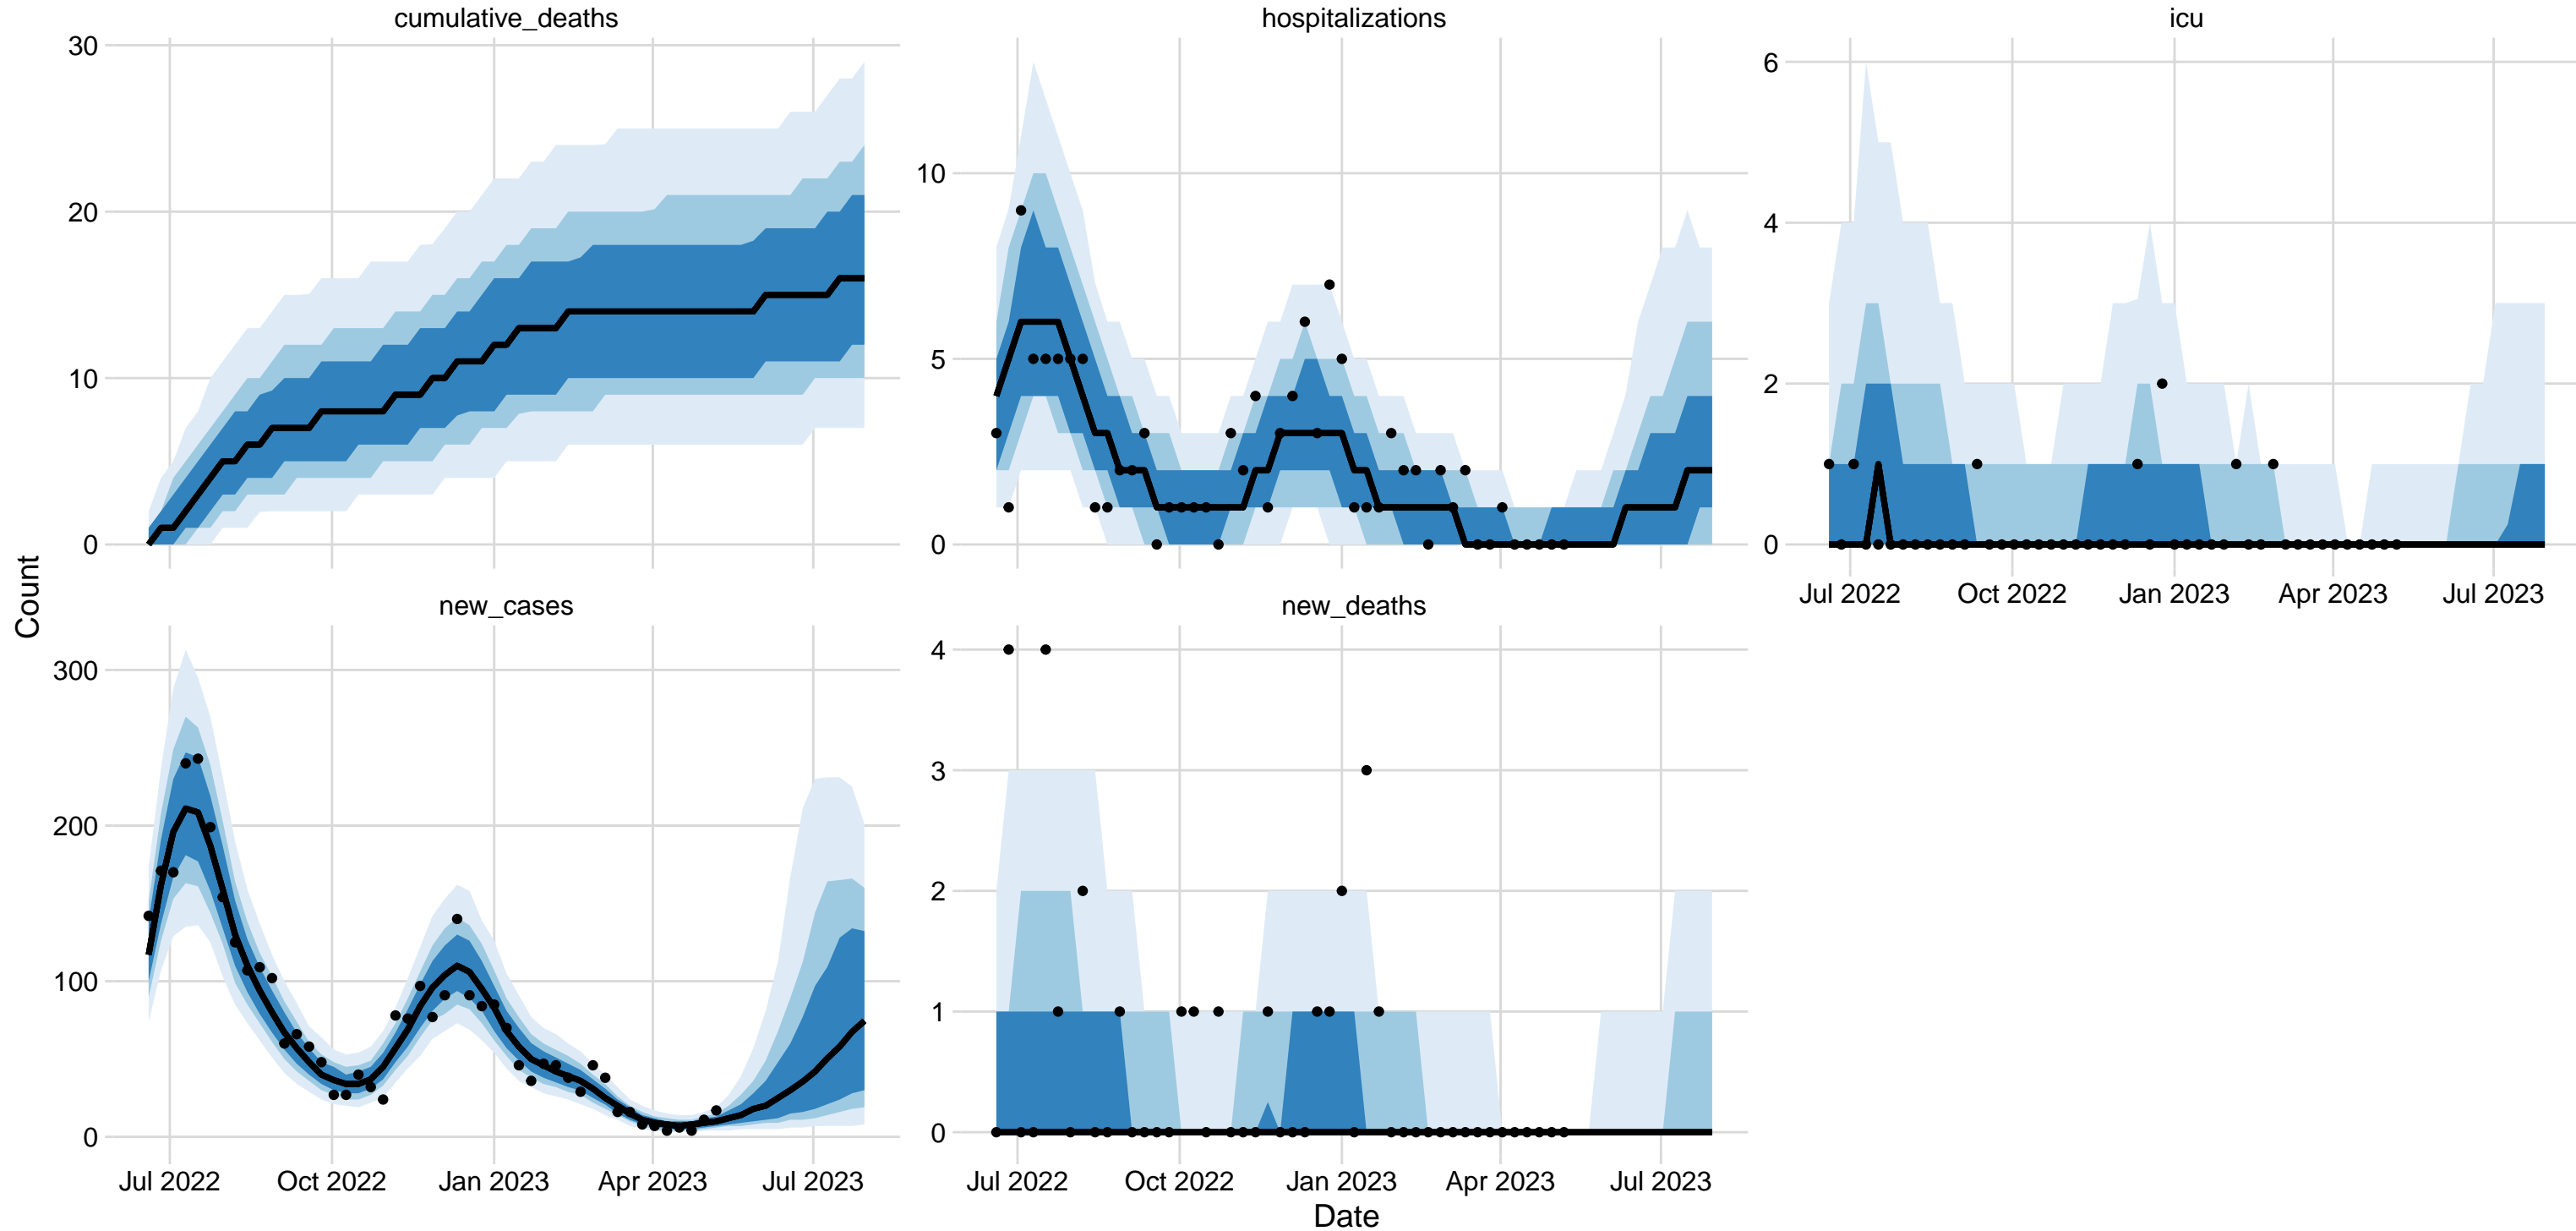 cumulative_deaths
30
20
10
0
hospitalizations
10
5
0
icu
6
4
2
0
Jul 2022 Oct 2022 Jan 2023 Apr 2023 Jul 2023
Count
new_cases
300
200
100
0
Jul 2022 Oct 2022 Jan 2023 Apr 2023 Jul 2023
new_deaths
4
3
2
1
0
Jul 2022 Oct 2022 Jan 2023 Apr 2023 Jul 2023
Date